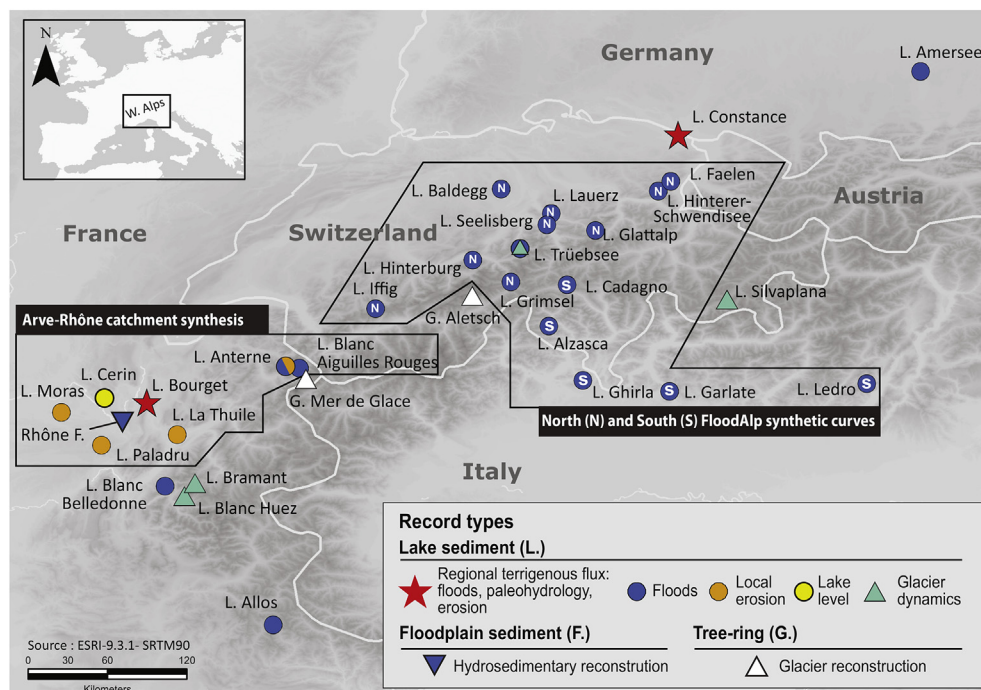 N
W. Alps
Germany
L. Amersee
L. Constance
L. Faelen
L. Baldegg
N
N
N
L. Hinterer-
Schwendisee
Austria
L. Lauerz
N
L. Seelisberg
N
N
L. Glattalp
France
Switzerland
L. Trüebsee
L. Hinterburg
N
N
L. Grimsel
S
L. Cadagno
L. Iffig
N
L. Silvaplana
G. Aletsch
S
L. Alzasca
Arve-Rhône catchment synthesis
L. Anterne
L. Blanc
Aiguilles Rouges
G. Mer de Glace
L. Cerin
L. Bourget
L. Moras
L. La Thuile
Rhône F.
L. Paladru
S
L. Ghirla
S
L. Garlate
L. Ledro
S
North (N) and South (S) FloodAlp synthetic curves
Italy
L. Bramant
L. Blanc
Belledonne
L. Blanc Huez
L. Allos
Source : ESRI-9.3.1- SRTM90
0 30 60 120
Kilometers
Record types
Lake sediment (L.)
Regional terrigenous flux:
floods, paleohydrology,
erosion
Floods
Local
erosion
Lake
level
Glacier
dynamics
Floodplain sediment (F.)
Tree-ring (G.)
Hydrosedimentary reconstrution
Glacier reconstruction